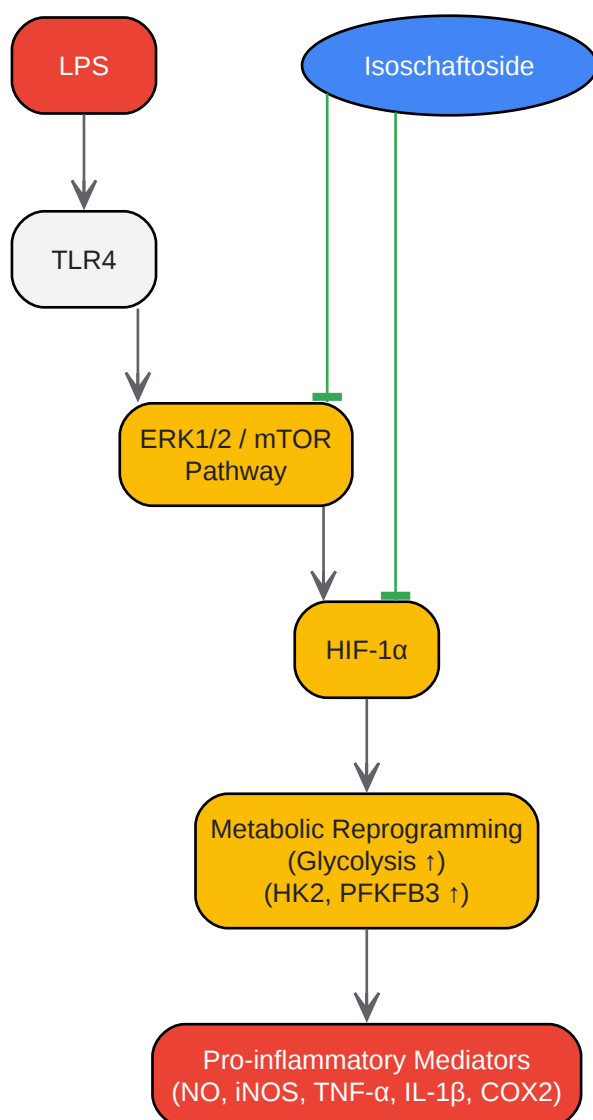 LPS
Isoschaftoside
TLR4
ERK1/2 / mTOR
Pathway
HIF-1α
Metabolic Reprogramming
(Glycolysis ↑)
(HK2, PFKFB3 ↑)
Pro-inflammatory Mediators
(NO, iNOS, TNF-α, IL-1β, COX2)